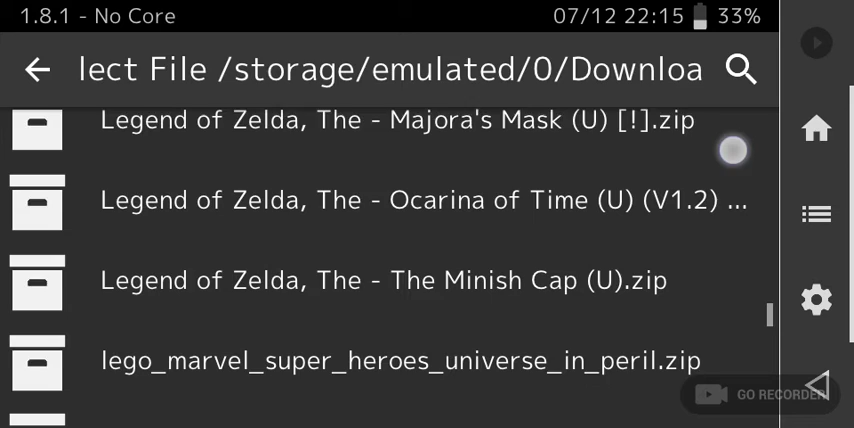 1.8.1 - No Core
07/12 22:15 33%
lect File /storage/emulated/0/Downloa
Legend of Zelda, The - Majora's Mask (U) [!].zip
Legend of Zelda, The - Ocarina of Time (U) (V1.2) ...
Legend of Zelda, The - The Minish Cap (U).zip
lego_marvel_super_heroes_universe_in_peril.zip
GO RECORDER